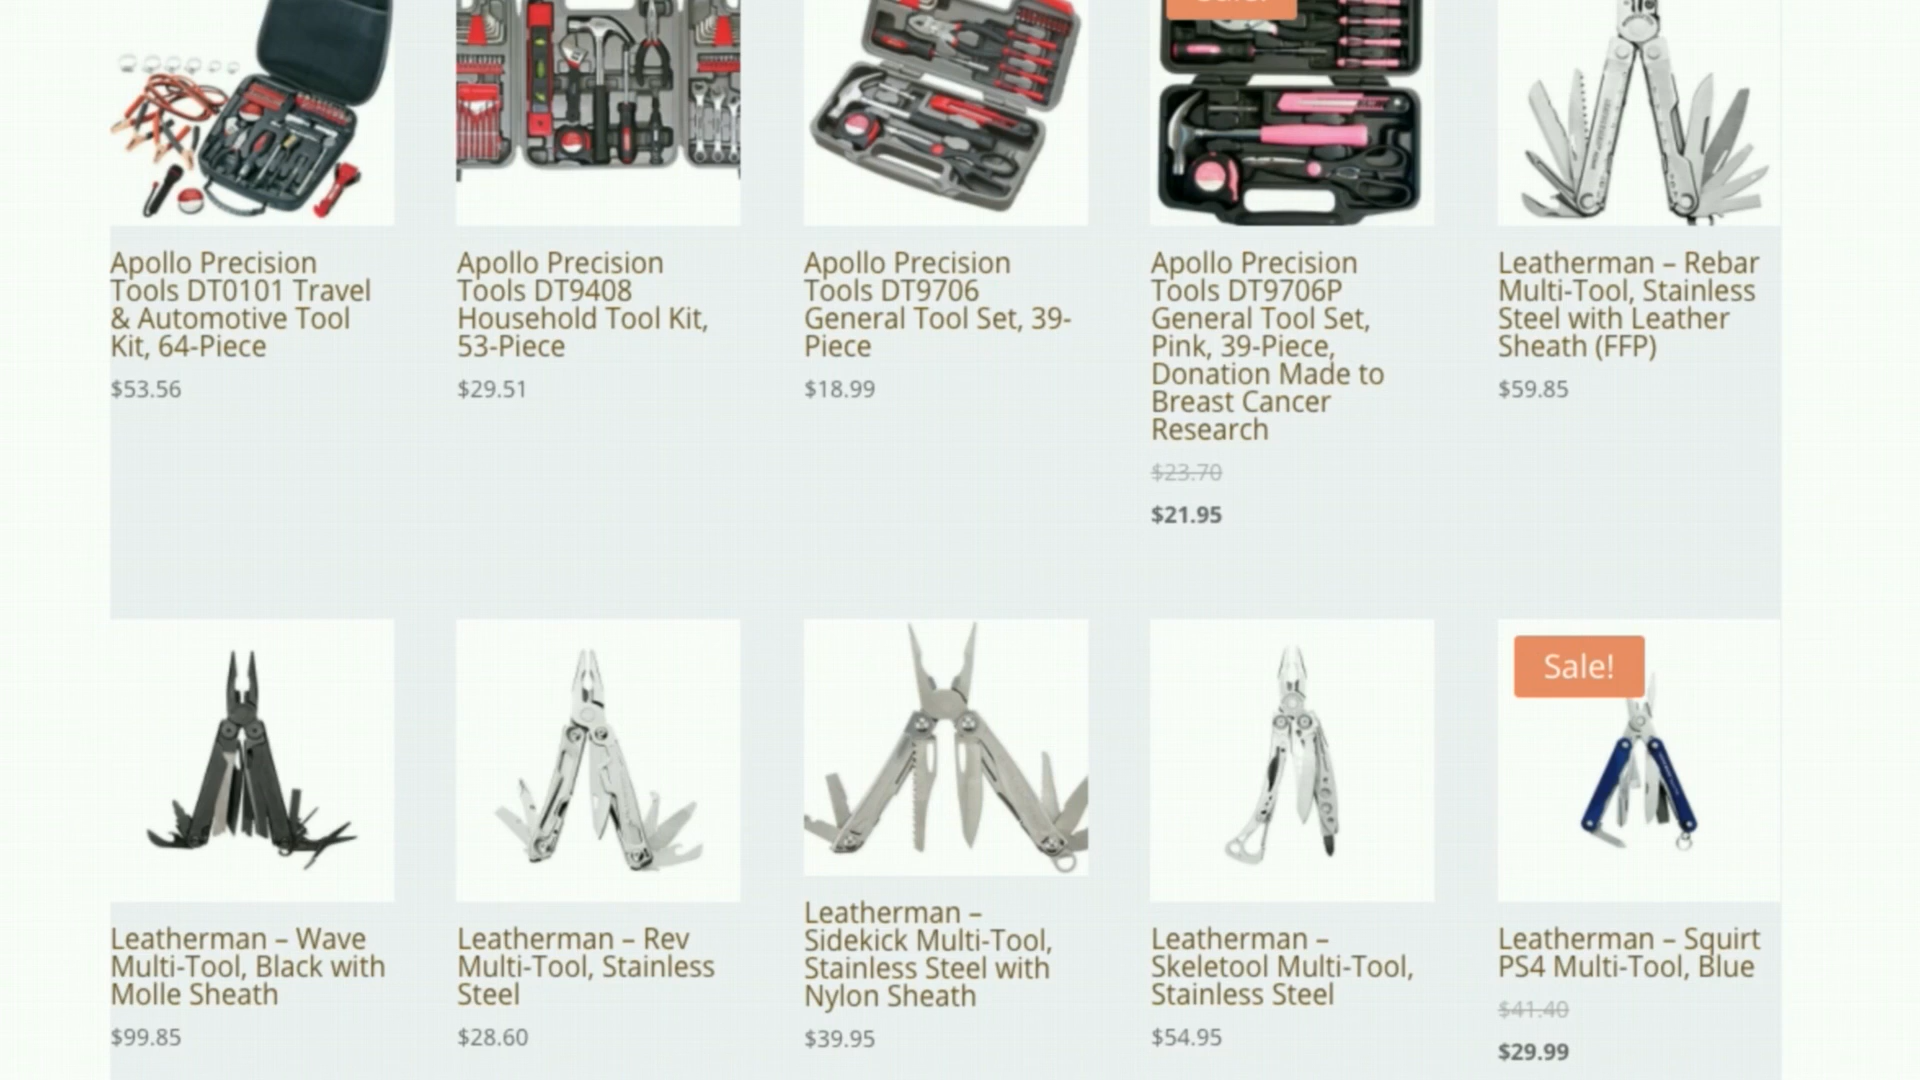 Sale!
Apollo Precision
Tools DT0101 Travel
& Automotive Tool
Kit, 64-Piece
$53.56
Apollo Precision
Tools DT9408
Household Tool Kit,
53-Piece
$29.51
Apollo Precision
Tools DT9706
General Tool Set, 39-
Piece
$18.99
Apollo Precision
Tools DT9706P
General Tool Set,
Pink, 39-Piece,
Donation Made to
Breast Cancer
Research
$23.70
$21.95
Leatherman – Rebar
Multi-Tool, Stainless
Steel with Leather
Sheath (FFP)
$59.85
Leatherman – Wave
Multi-Tool, Black with
Molle Sheath
$99.85
Leatherman – Rev
Multi-Tool, Stainless
Steel
$28.60
Leatherman –
Sidekick Multi-Tool,
Stainless Steel with
Nylon Sheath
$39.95
Leatherman –
Skeletool Multi-Tool,
Stainless Steel
$54.95
Sale!
Leatherman – Squirt
PS4 Multi-Tool, Blue
$41.40
$29.99